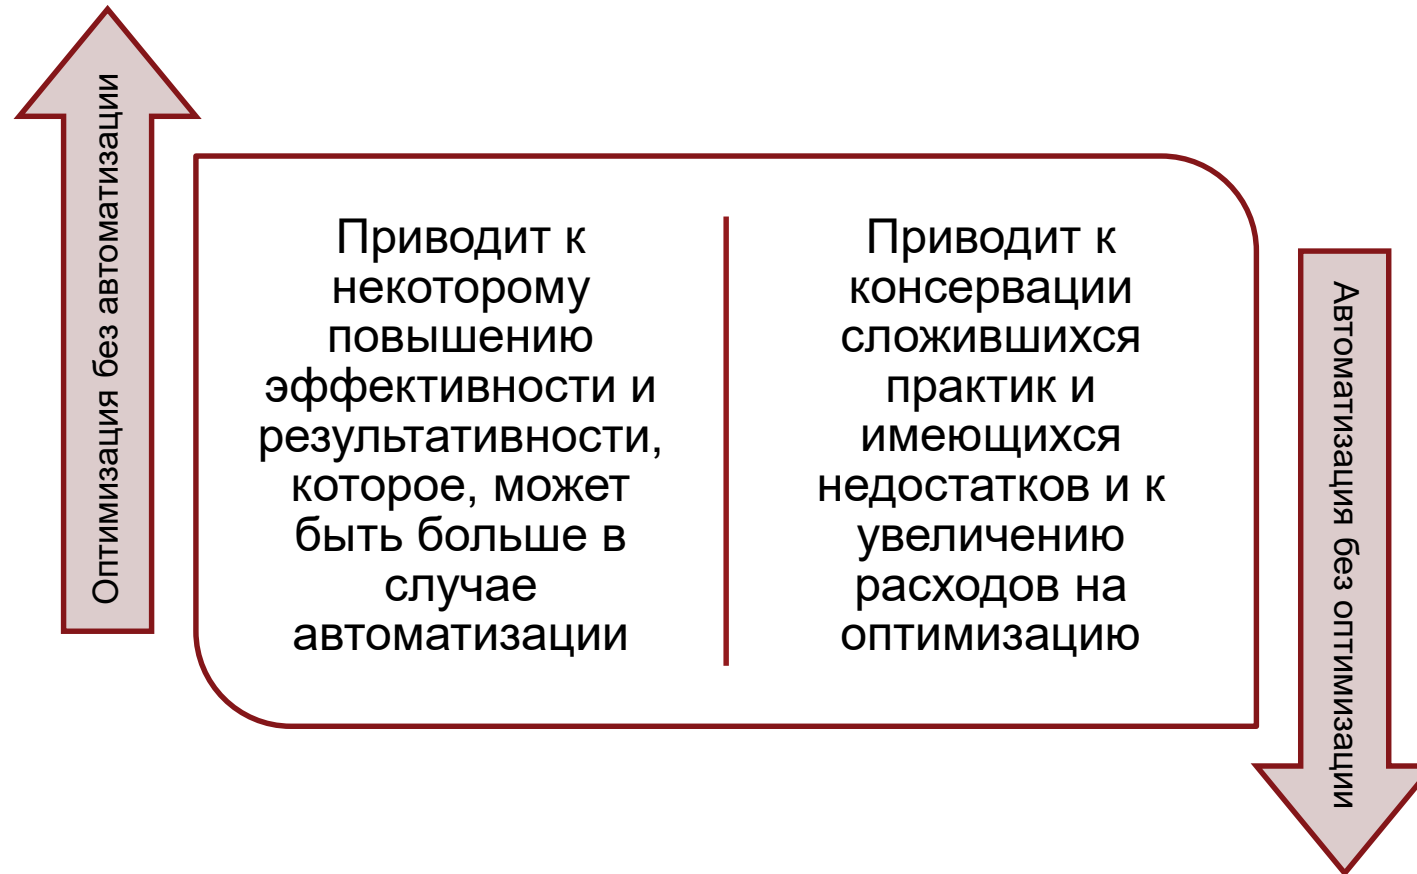 Оптимизация без автоматизации
Приводит к
некоторому
повышению
эффективности и
результативности,
которое, может
быть больше в
случае
автоматизации
Приводит к
консервации
сложившихся
практик и
имеющихся
недостатков и к
увеличению
расходов на
оптимизацию
Автоматизация без оптимизации